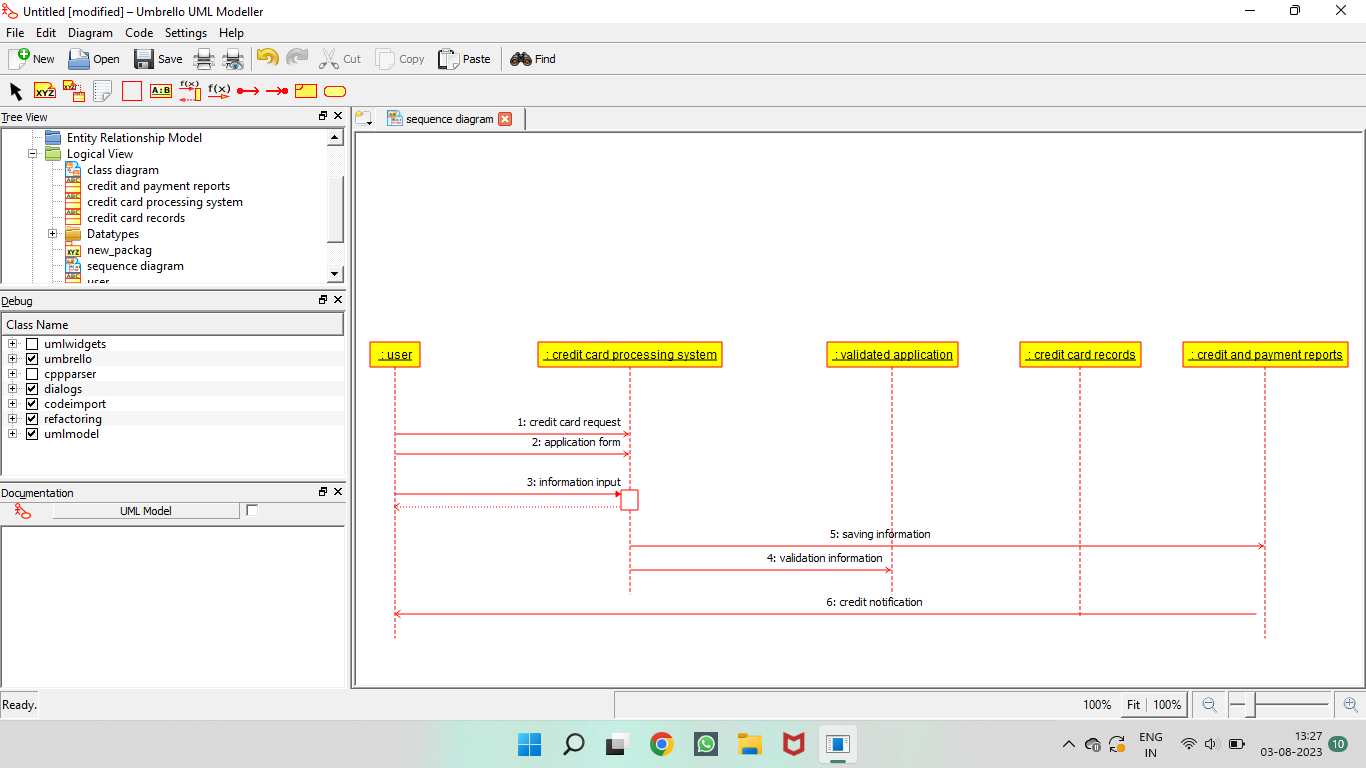 Untitled [modified] – Umbrello UML Modeller
File Edit Diagram Code Settings Help
New Open Save Cut Copy Paste Find
XYZ XYZ A:B f(x) f(x)
Tree View
Entity Relationship Model
Logical View
class diagram
credit and payment reports
credit card processing system
credit card records
Datatypes
new_packag
sequence diagram
user
Debug
Class Name
umlwidgets
umbrello
cppparser
dialogs
codeimport
refactoring
umlmodel
Documentation
UML Model
sequence diagram
: user
: credit card processing system
: validated application
: credit card records
: credit and payment reports
1: credit card request
2: application form
3: information input
5: saving information
4: validation information
6: credit notification
Ready.
100% Fit 100%
ENG
IN
13:27
03-08-2023
10